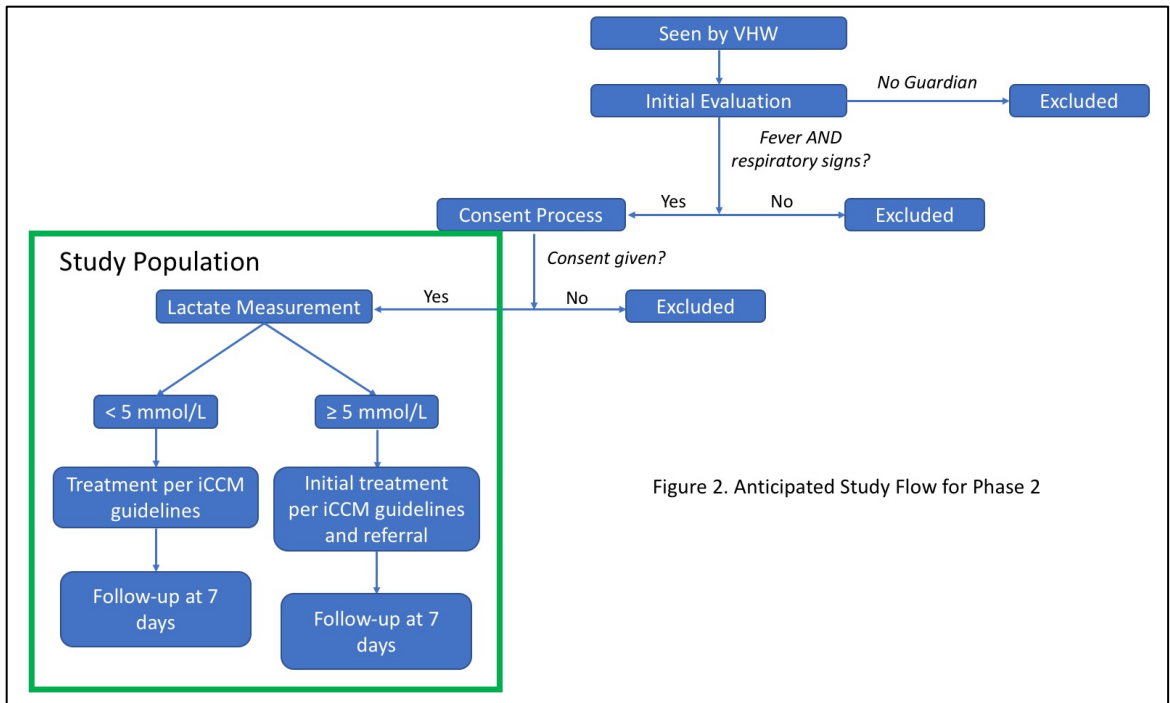 Seen by VHW
Initial Evaluation
No Guardian
Excluded
Fever AND
respiratory signs?
Consent Process
Yes
No
Excluded
Consent given?
Study Population
Lactate Measurement
Yes
No
Excluded
< 5 mmol/L
≥ 5 mmol/L
Treatment per iCCM
guidelines
Initial treatment
per iCCM guidelines
and referral
Follow-up at 7
days
Follow-up at 7
days
Figure 2. Anticipated Study Flow for Phase 2